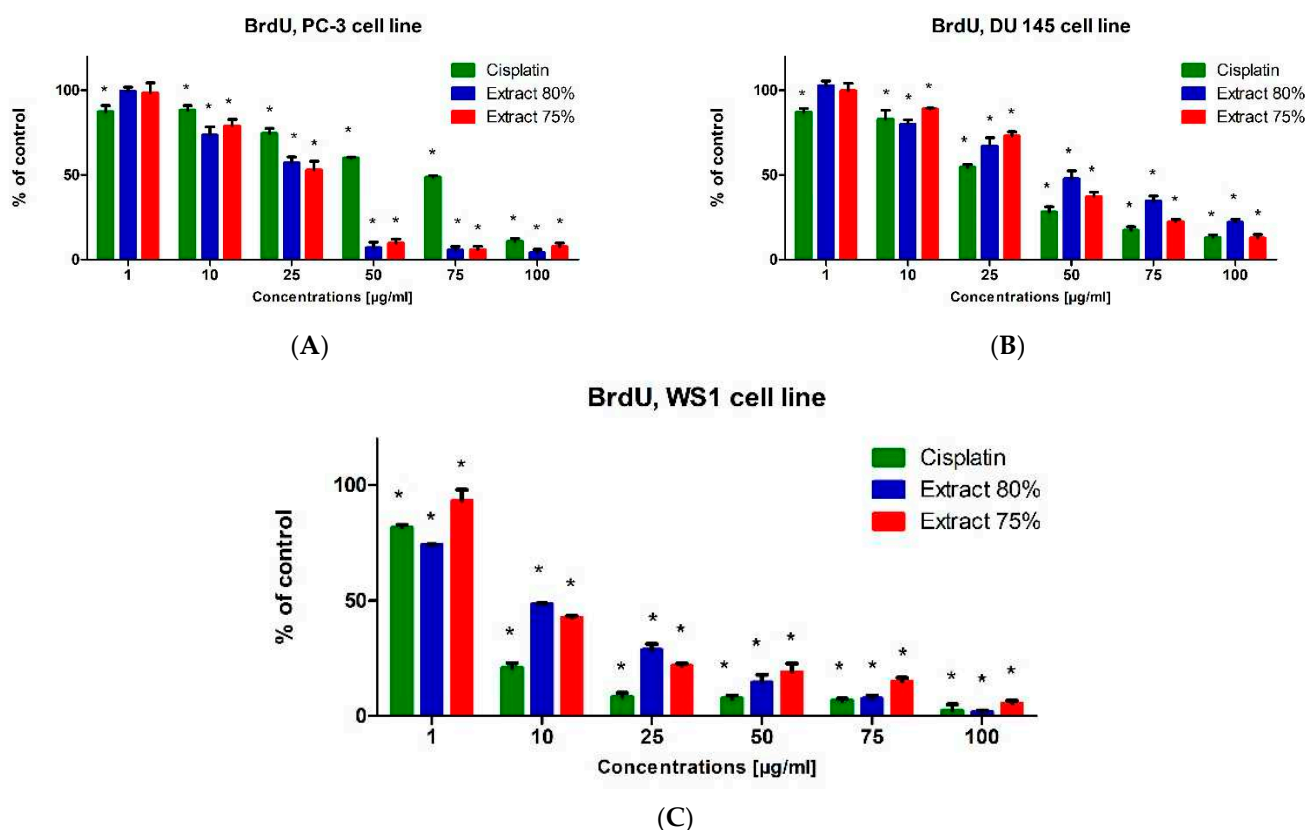 BrdU, PC-3 cell line
% of control
100
50
0
* * * * * * * * * * * * * * * *
Cisplatin
Extract 80%
Extract 75%
1 10 25 50 75 100
Concentrations [µg/ml]
(A)
BrdU, DU 145 cell line
% of control
100
50
0
* * * * * * * * * * * * * * * *
Cisplatin
Extract 80%
Extract 75%
1 10 25 50 75 100
Concentrations [µg/ml]
(B)
BrdU, WS1 cell line
% of control
100
50
0
* * * * * * * * * * * * * * * * * *
Cisplatin
Extract 80%
Extract 75%
1 10 25 50 75 100
Concentrations [µg/ml]
(C)